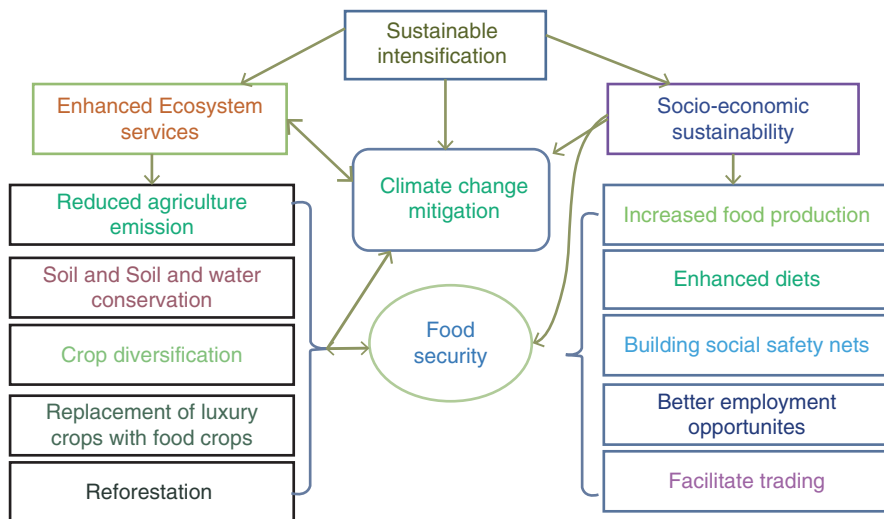 Sustainable
intensification
Enhanced Ecosystem
services
Socio-economic
sustainability
Climate change
mitigation
Reduced agriculture
emission
Soil and Soil and water
conservation
Crop diversification
Replacement of luxury
crops with food crops
Reforestation
Food
security
Increased food production
Enhanced diets
Building social safety nets
Better employment
opportunites
Facilitate trading